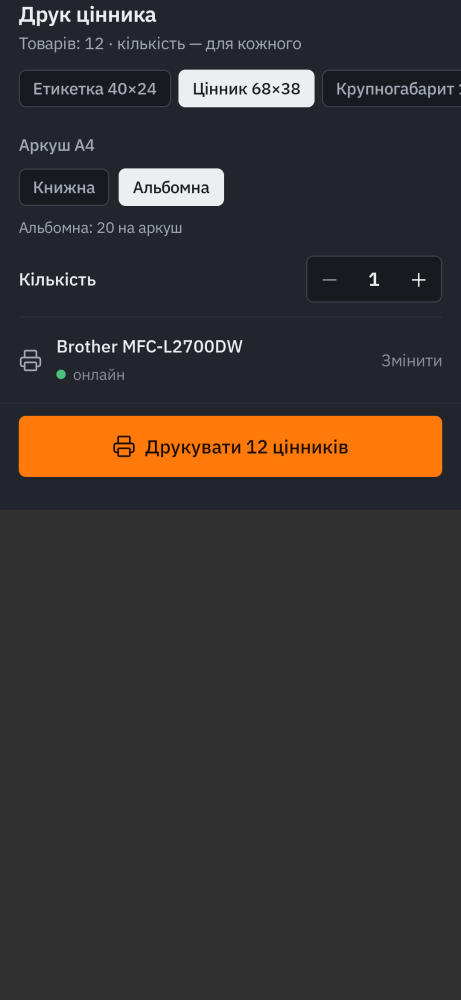 Друк цінника
Товарів: 12 · кількість — для кожного
Етикетка 40×24 Цінник 68×38 Крупногабарит
Аркуш А4
Книжна Альбомна
Альбомна: 20 на аркуш
Кількість — 1 +
Brother MFC-L2700DW
онлайн
Змінити
Друкувати 12 цінників